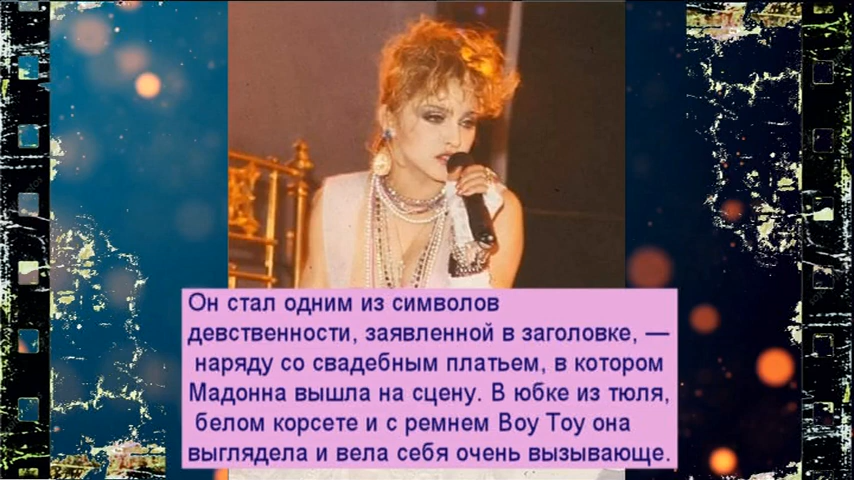 Он стал одним из символов
девственности, заявленной в заголовке, —
наряду со свадебным платьем, в котором
Мадонна вышла на сцену. В юбке из тюля,
белом корсете и с ремнем Boy Toy она
выглядела и вела себя очень вызывающе.